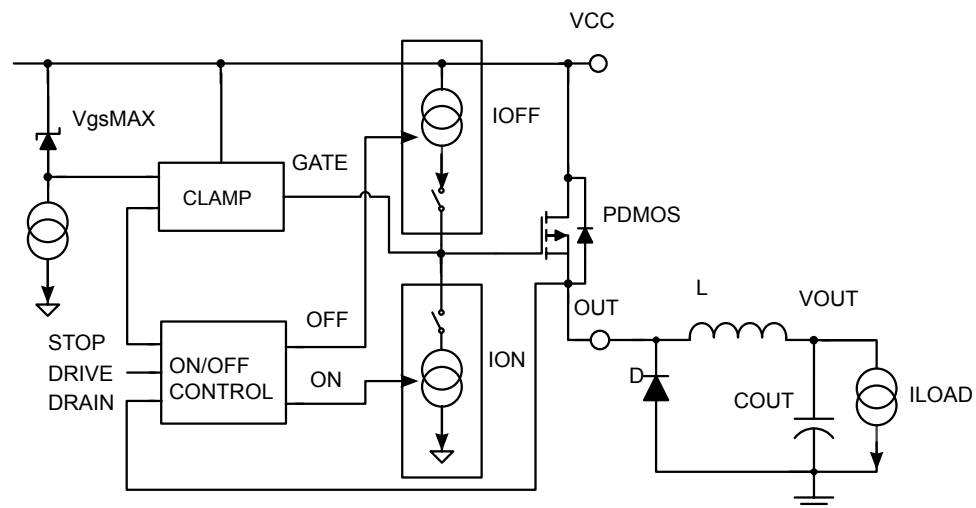 VCC
VgsMAX
IOFF
GATE
CLAMP
PDMOS
L
VOUT
OUT
OFF
STOP
DRIVE
DRAIN
ON/OFF
CONTROL
ON
ION
D
COUT
ILOAD